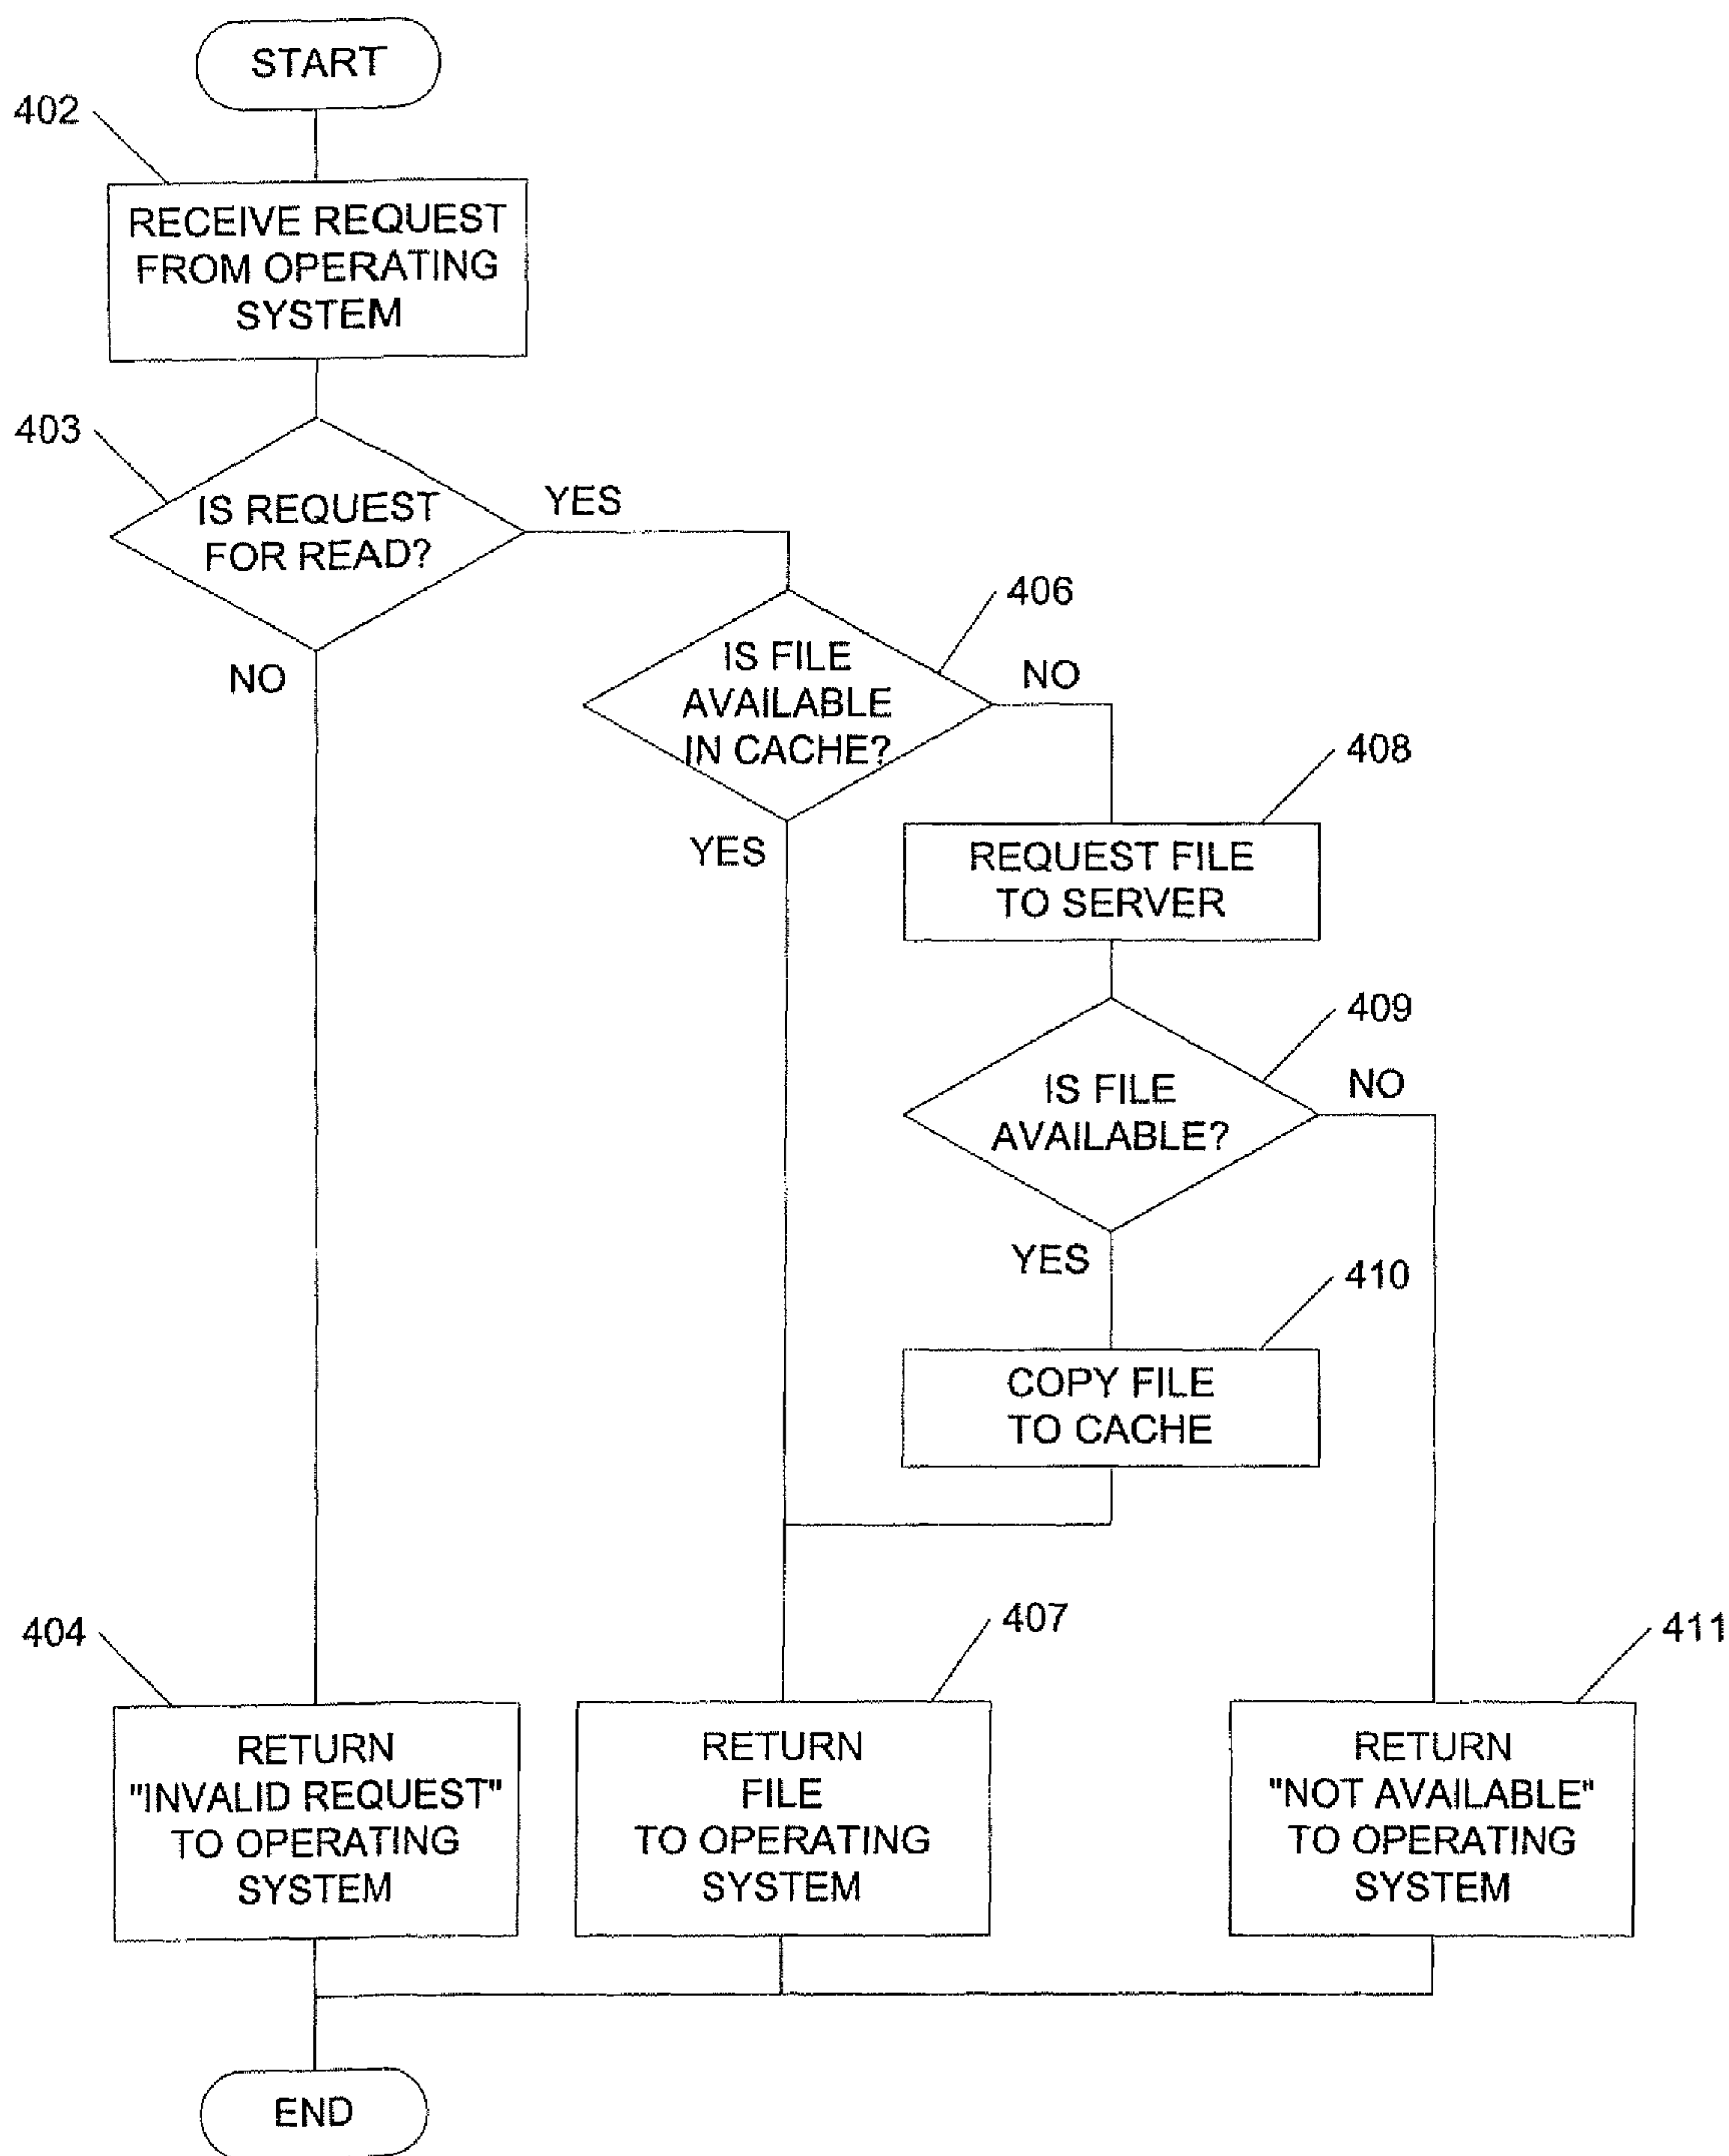 START
402
RECEIVE REQUEST
FROM OPERATING
SYSTEM
403
IS REQUEST
FOR READ?
YES
NO
406
IS FILE
AVAILABLE
IN CACHE?
NO
YES
408
REQUEST FILE
TO SERVER
409
IS FILE
AVAILABLE?
NO
YES
410
COPY FILE
TO CACHE
404
RETURN
"INVALID REQUEST"
TO OPERATING
SYSTEM
407
RETURN
FILE
TO OPERATING
SYSTEM
411
RETURN
"NOT AVAILABLE"
TO OPERATING
SYSTEM
END